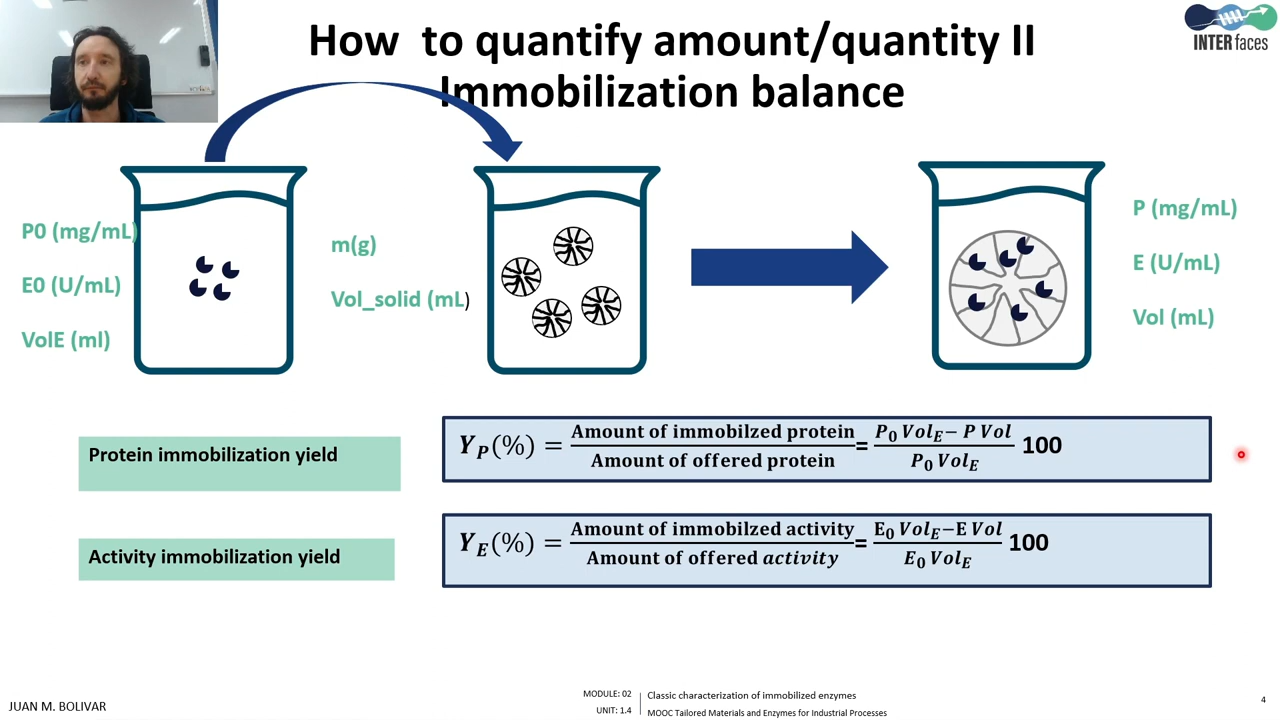 How to quantify amount/quantity II
Immobilization balance
INTERfaces
P0 (mg/mL)
E0 (U/mL)
VolE (ml)
m(g)
Vol_solid (mL)
P (mg/mL)
E (U/mL)
Vol (mL)
Protein immobilization yield
Y_P(%) = Amount of immobilzed protein / Amount of offered protein = P₀ Vol_E − P Vol / P₀ Vol_E 100
Activity immobilization yield
Y_E(%) = Amount of immobilzed activity / Amount of offered activity = E₀ Vol_E−E Vol / E₀ Vol_E 100
JUAN M. BOLIVAR
MODULE: 02
Classic characterization of immobilized enzymes
UNIT: 1.4
MOOC Tailored Materials and Enzymes for Industrial Processes
4